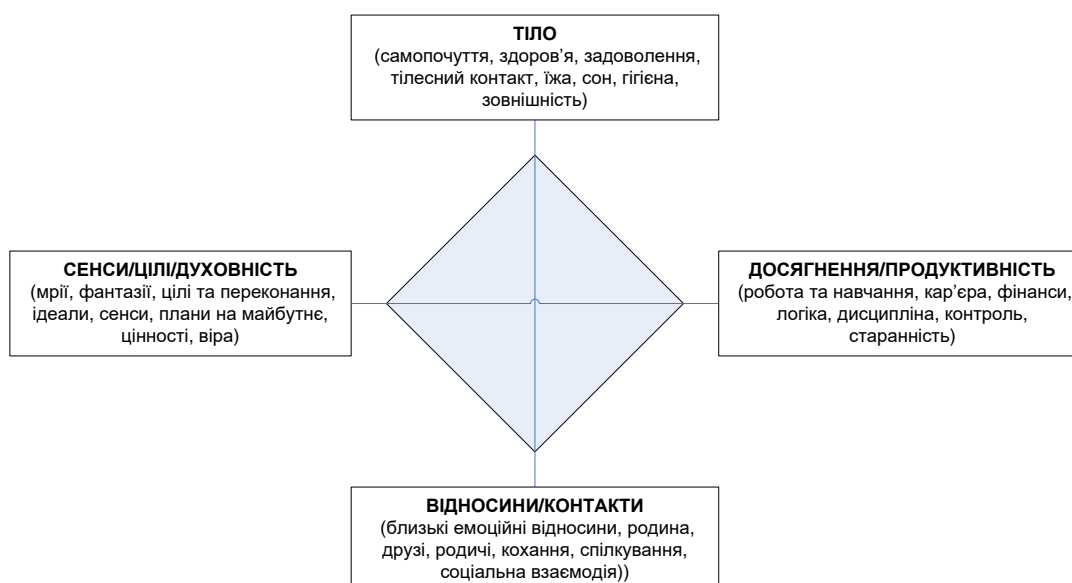 ТІЛО
(самопочуття, здоров’я, задоволення,
тілесний контакт, їжа, сон, гігієна,
зовнішність)
СЕНСИ/ЦІЛІ/ДУХОВНІСТЬ
(мрії, фантазії, цілі та переконання,
ідеали, сенси, плани на майбутнє,
цінності, віра)
ДОСЯГНЕННЯ/ПРОДУКТИВНІСТЬ
(робота та навчання, кар’єра, фінанси,
логіка, дисципліна, контроль,
старанність)
ВІДНОСИНИ/КОНТАКТИ
(близькі емоційні відносини, родина,
друзі, родичі, кохання, спілкування,
соціальна взаємодія))